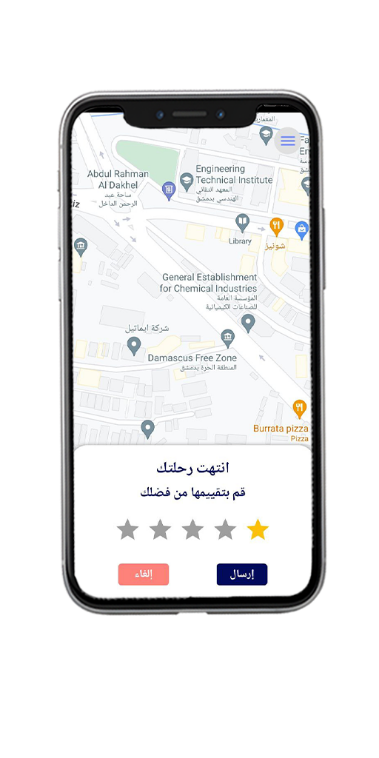 Abdul Rahman
Al Dakhel
ساحة عبد
الرحمن الداخل
Engineering
Technical Institute
المعهد التقاني
الهندسي بدمشق
Library
شونيل
General Establishment
for Chemical Industries
المؤسسة العامة
للصناعات الكيميائية
شركة ايماتيل
Damascus Free Zone
المنطقة الحرة بدمشق
Burrata pizza
Pizza
انتهت رحلتك
قم بتقييمها من فضلك
إرسال
إلغاء